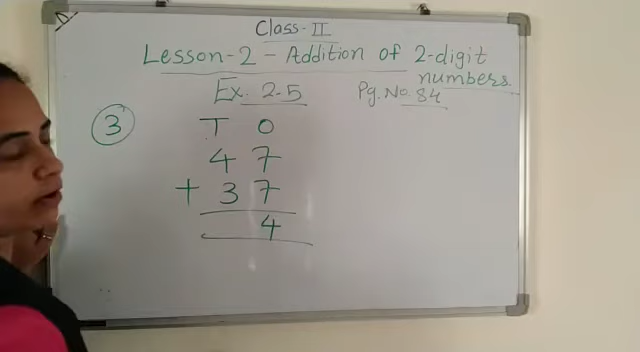 Class-II
Lesson-2 - Addition of 2-digit
numbers.
Ex. 2.5 Pg. No. 84
3
T O
4 7
+ 3 7
4